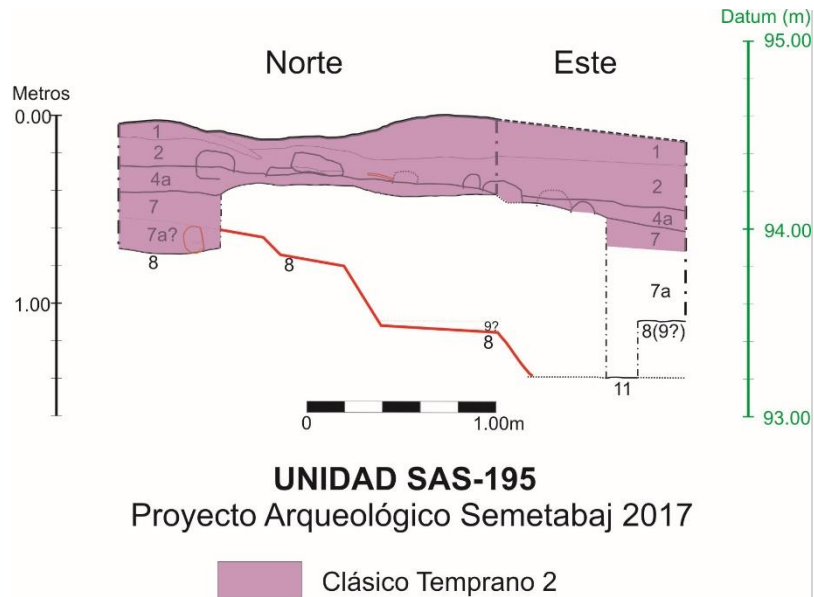 Datum (m)
95.00
Norte
Este
Metros
0.00
1
1
2
2
4a
4a
7
7
94.00
7a?
8
8
7a
1.00
9?
8
8(9?)
11
93.00
0
1.00m
UNIDAD SAS-195
Proyecto Arqueológico Semetabaj 2017
Clásico Temprano 2